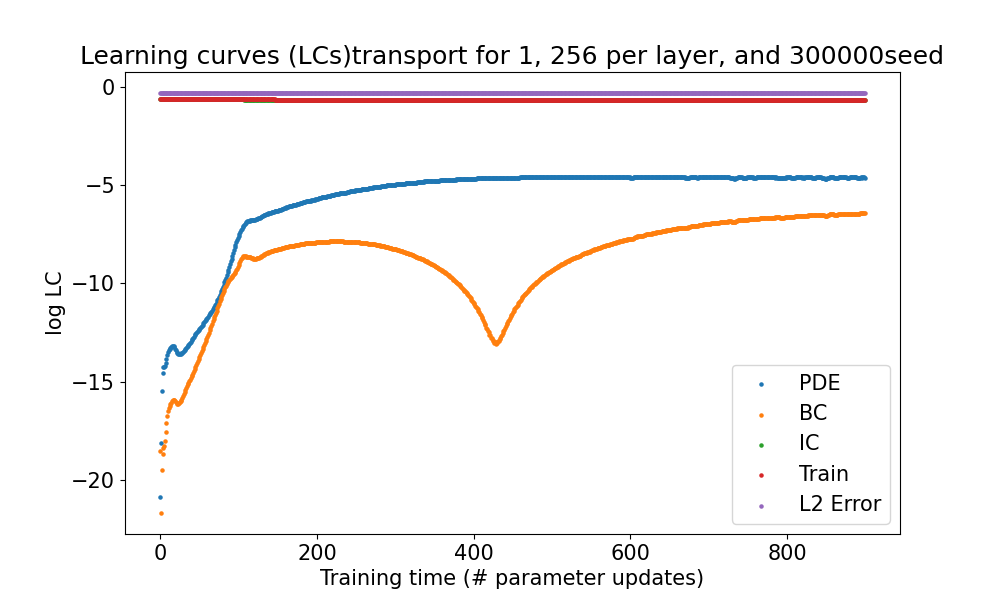 Learning curves (LCs)transport for 1, 256 per layer, and 300000seed
log LC
0
−5
−10
−15
−20
0 200 400 600 800
Training time (# parameter updates)
PDE
BC
IC
Train
L2 Error